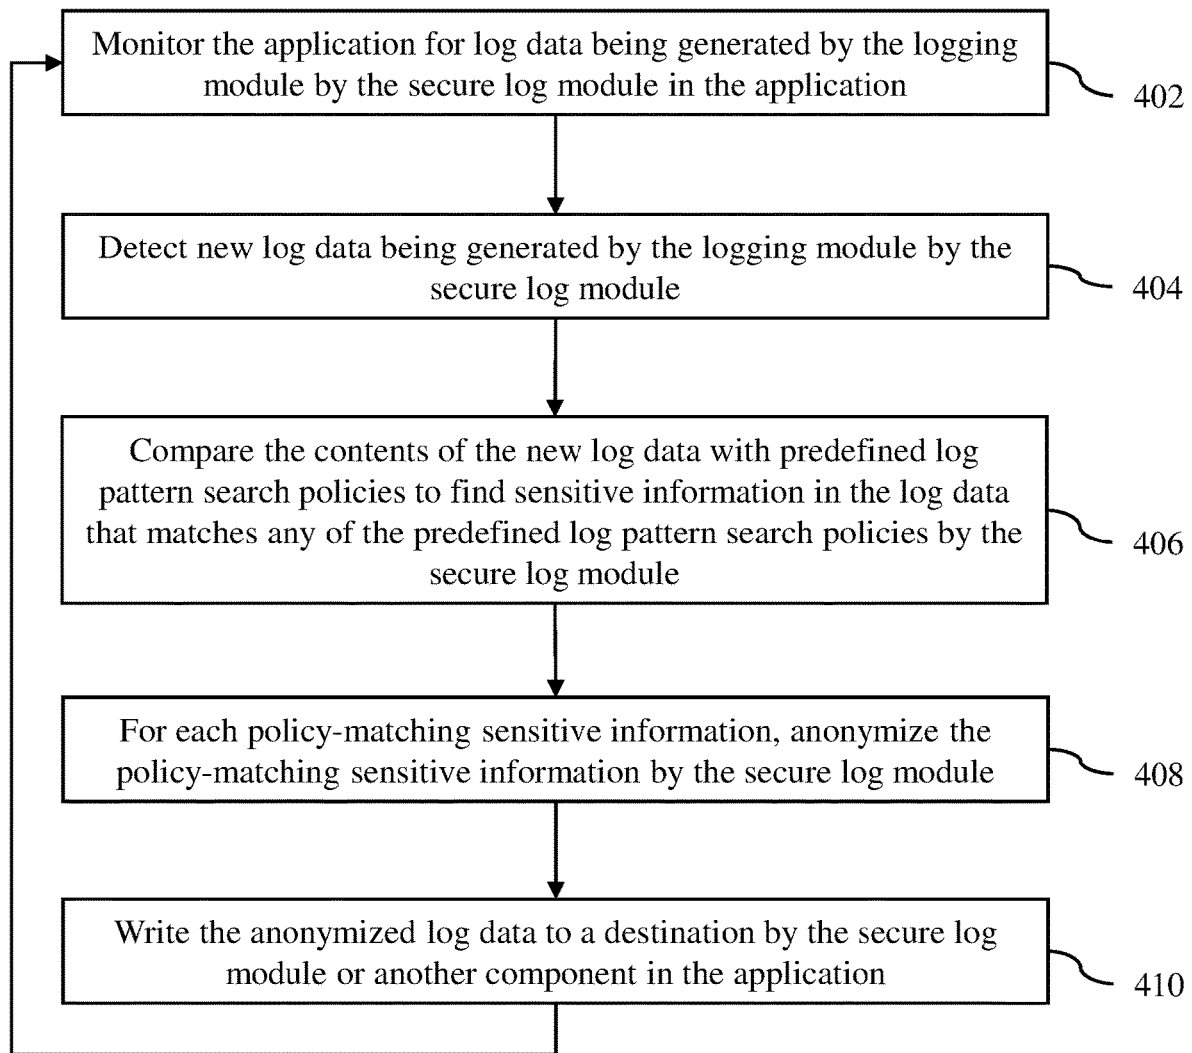 Monitor the application for log data being generated by the logging
module by the secure log module in the application
402
Detect new log data being generated by the logging module by the
secure log module
404
Compare the contents of the new log data with predefined log
pattern search policies to find sensitive information in the log data
that matches any of the predefined log pattern search policies by the
secure log module
406
For each policy-matching sensitive information, anonymize the
policy-matching sensitive information by the secure log module
408
Write the anonymized log data to a destination by the secure log
module or another component in the application
410